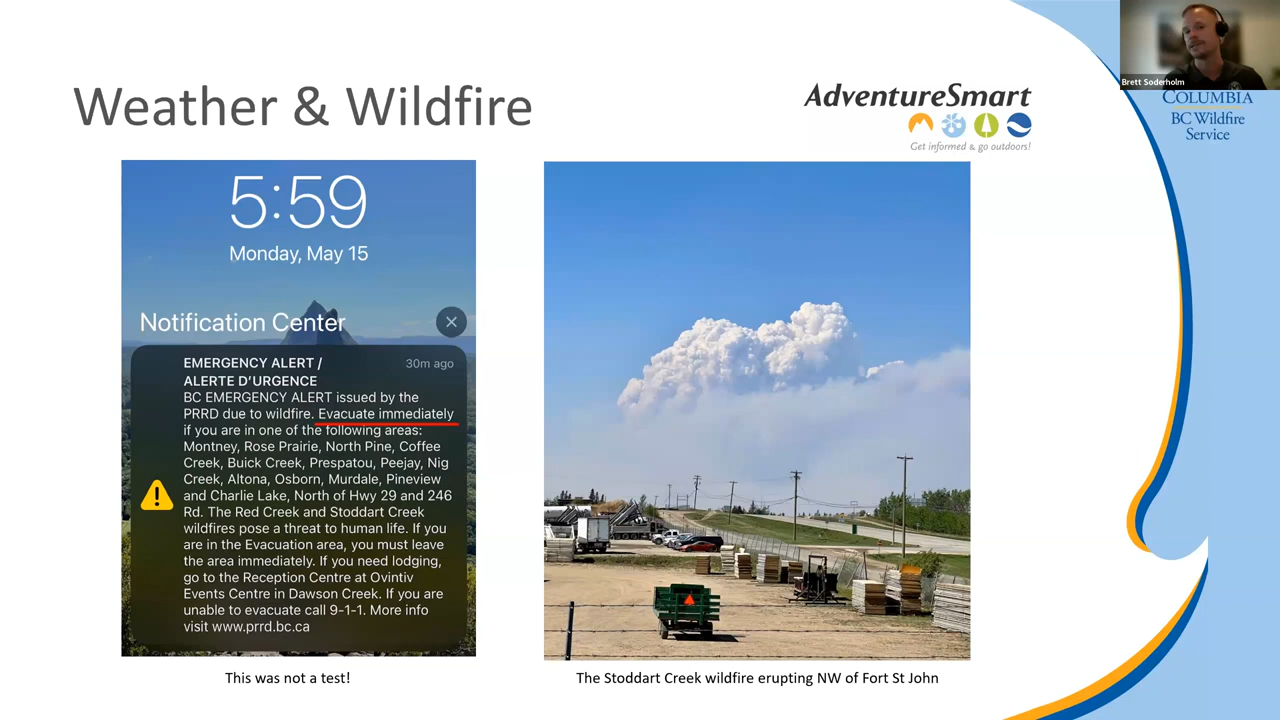 Brett Soderholm
COLUMBIA
BC Wildfire
Service
Weather & Wildfire
AdventureSmart
Get informed & go outdoors!
5:59
Monday, May 15
Notification Center
EMERGENCY ALERT /
30m ago
ALERTE D'URGENCE
BC EMERGENCY ALERT issued by the
PRRD due to wildfire. Evacuate immediately
if you are in one of the following areas:
Montney, Rose Prairie, North Pine, Coffee
Creek, Buick Creek, Prespatou, Peejay, Nig
Creek, Altona, Osborn, Murdale, Pineview
and Charlie Lake, North of Hwy 29 and 246
Rd. The Red Creek and Stoddart Creek
wildfires pose a threat to human life. If you
are in the Evacuation area, you must leave
the area immediately. If you need lodging,
go to the Reception Centre at Ovintiv
Events Centre in Dawson Creek. If you are
unable to evacuate call 9-1-1. More info
visit www.prrd.bc.ca
This was not a test!
The Stoddart Creek wildfire erupting NW of Fort St John